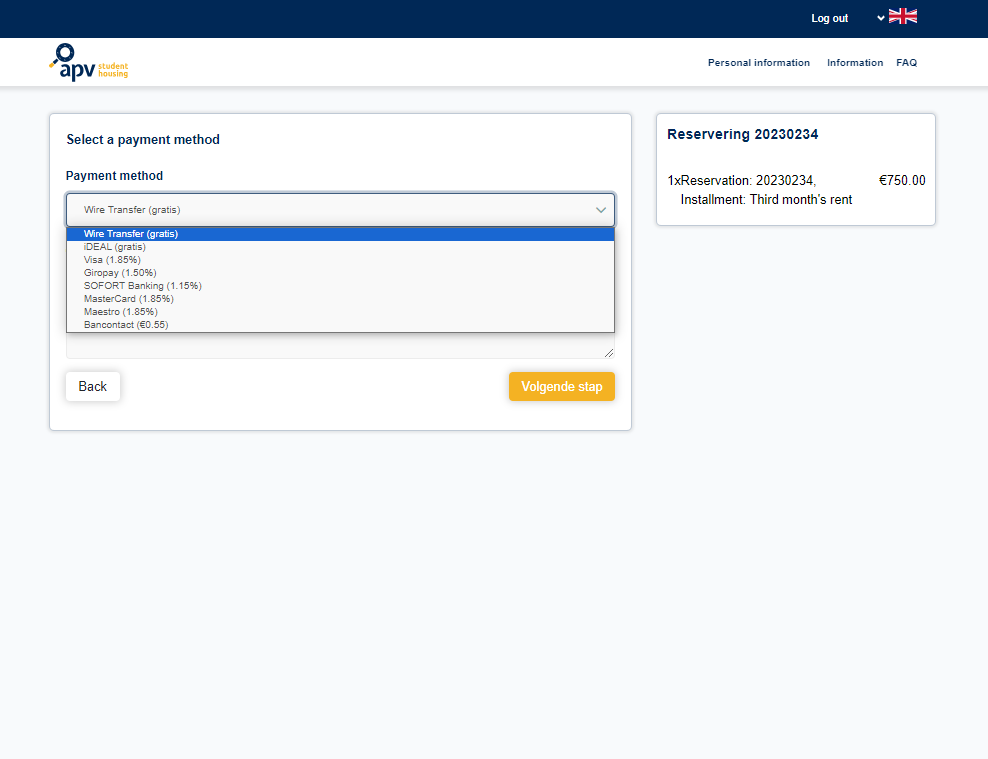 Log out
apv student housing
Personal information Information FAQ
Select a payment method
Payment method
Wire Transfer (gratis)
Wire Transfer (gratis)
iDEAL (gratis)
Visa (1.85%)
Giropay (1.50%)
SOFORT Banking (1.15%)
MasterCard (1.85%)
Maestro (1.85%)
Bancontact (€0.55)
Back
Volgende stap
Reservering 20230234
1xReservation: 20230234, €750.00
Installment: Third month's rent